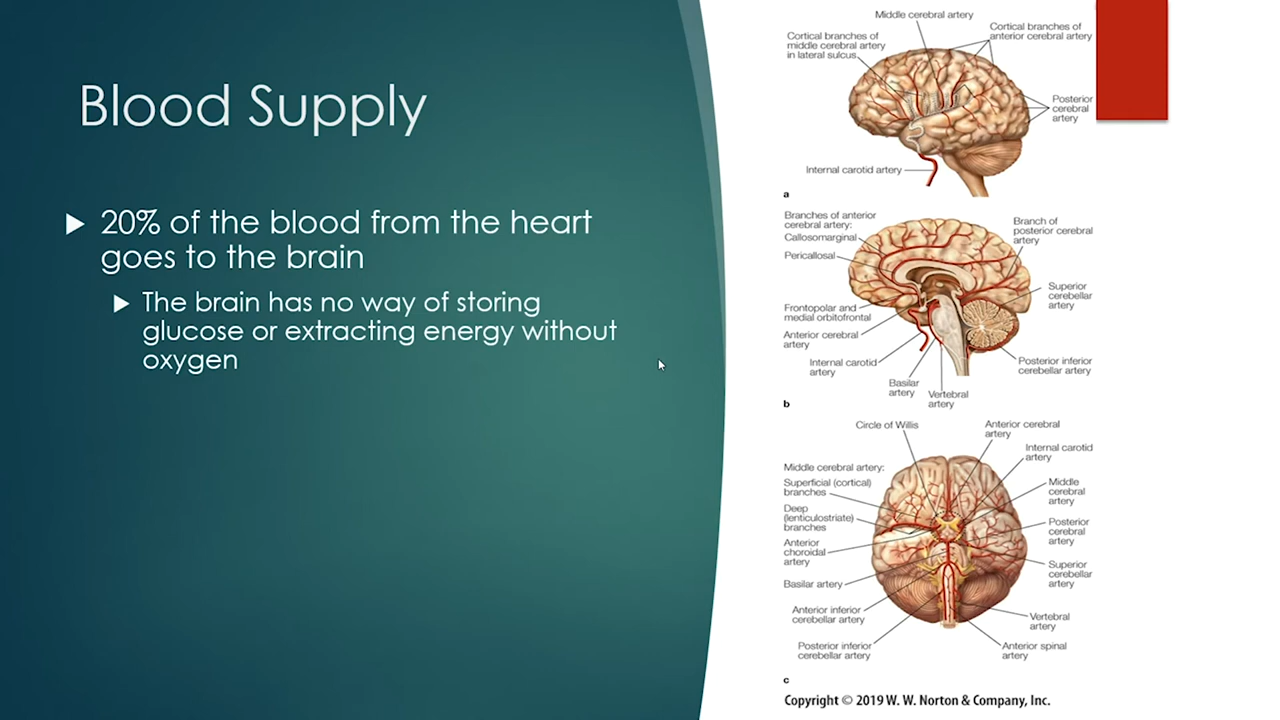 Blood Supply
20% of the blood from the heart
goes to the brain
The brain has no way of storing
glucose or extracting energy without
oxygen
Middle cerebral artery
Cortical branches of
middle cerebral artery
in lateral sulcus
Cortical branches of
anterior cerebral artery
Posterior
cerebral
artery
Internal carotid artery
a
Branches of anterior
cerebral artery:
Callosomarginal
Pericallosal
Branch of
posterior cerebral
artery
Superior
cerebellar
artery
Frontopolar and
medial orbitofrontal
Anterior cerebral
artery
Internal carotid
artery
Basilar
artery
Vertebral
artery
Posterior inferior
cerebellar artery
b
Circle of Willis
Anterior cerebral
artery
Internal carotid
artery
Middle cerebral artery:
Superficial (cortical)
branches
Deep
(lenticulostriate)
branches
Anterior
choroidal
artery
Basilar artery
Anterior inferior
cerebellar artery
Posterior inferior
cerebellar artery
Middle
cerebral
artery
Posterior
cerebral
artery
Superior
cerebellar
artery
Vertebral
artery
Anterior spinal
artery
c
Copyright © 2019 W. W. Norton & Company, Inc.